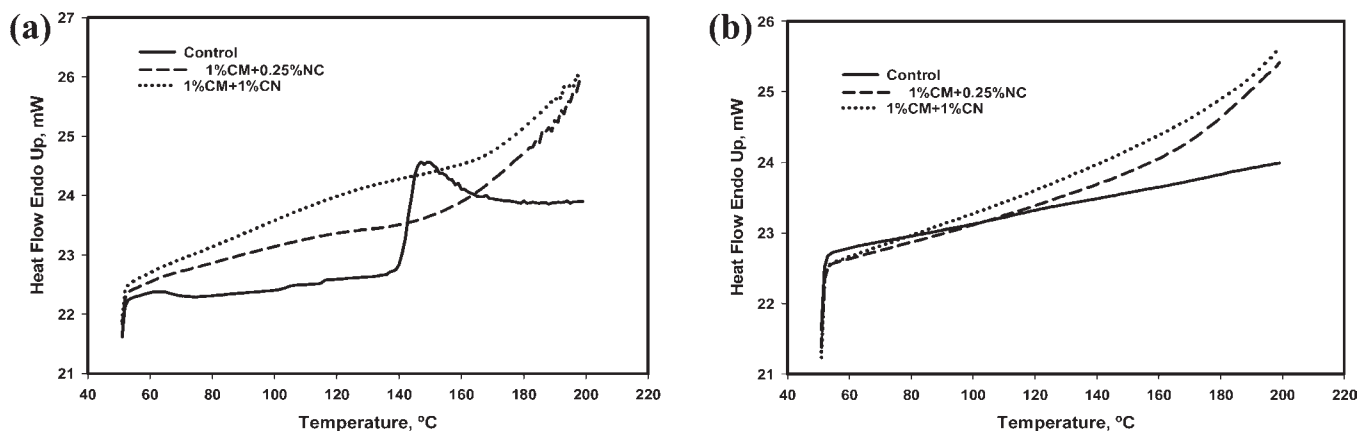 (a)
27
26
25
24
23
22
21
Heat Flow Endo Up, mW
Control
1%CM+0.25%NC
1%CM+1%CN
40 60 80 100 120 140 160 180 200 220
Temperature, ºC
(b)
26
25
24
23
22
21
Heat Flow Endo Up, mW
Control
1%CM+0.25%NC
1%CM+1%CN
40 60 80 100 120 140 160 180 200 220
Temperature, ºC